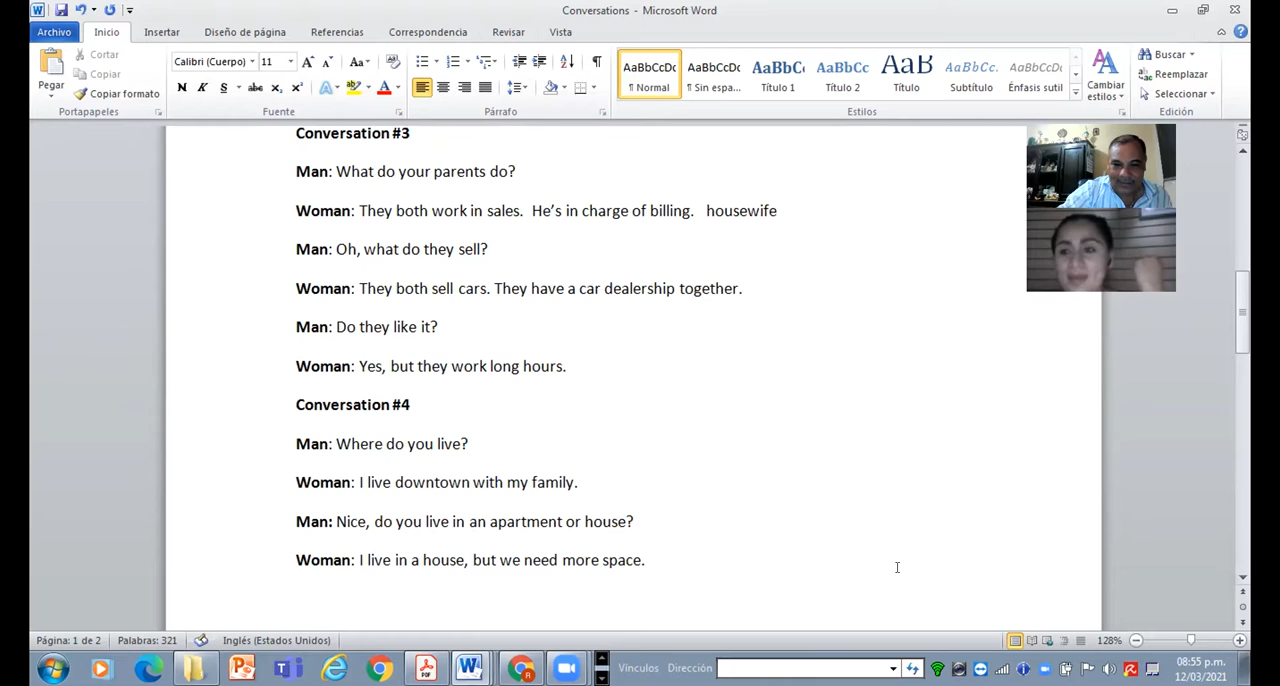 Conversations - Microsoft Word
Archivo Inicio Insertar Diseño de página Referencias Correspondencia Revisar Vista
Pegar
Cortar
Copiar
Copiar formato
Portapapeles
Calibri (Cuerpo) 11
Fuente
Párrafo
AaBbCcDc AaBbCcDc AaBbC AaBbCc AaB AaBbCc. AaBbCcDc
¶ Normal ¶ Sin espa... Título 1 Título 2 Título Subtítulo Énfasis sutil
Estilos
Cambiar estilos
Buscar
Reemplazar
Seleccionar
Edición
Conversation #3
Man: What do your parents do?
Woman: They both work in sales. He’s in charge of billing. housewife
Man: Oh, what do they sell?
Woman: They both sell cars. They have a car dealership together.
Man: Do they like it?
Woman: Yes, but they work long hours.
Conversation #4
Man: Where do you live?
Woman: I live downtown with my family.
Man: Nice, do you live in an apartment or house?
Woman: I live in a house, but we need more space.
Página: 1 de 2 Palabras: 321 Inglés (Estados Unidos) 128%
Vínculos Dirección 08:55 p.m.
12/03/2021